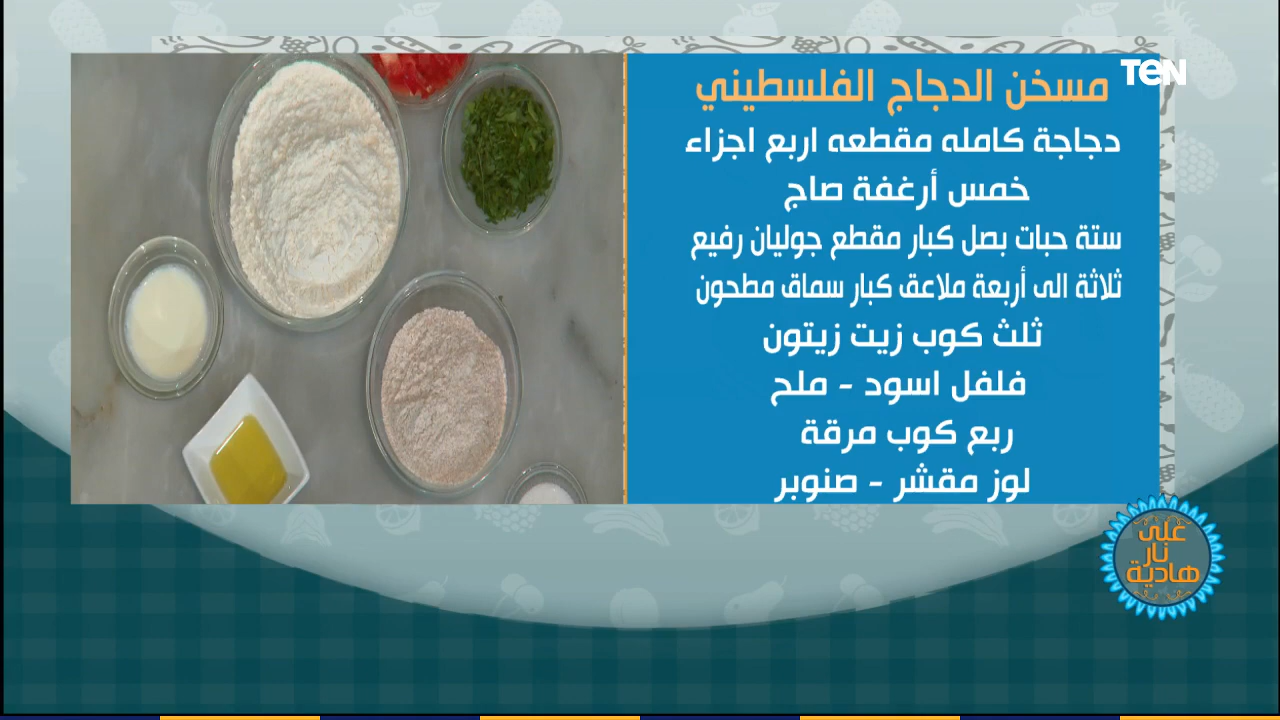 TEN
مسخن الدجاج الفلسطيني
دجاجة كامله مقطعه اربع اجزاء
خمس أرغفة صاج
ستة حبات بصل كبار مقطع جوليان رفيع
ثلاثة الى أربعة ملاعق كبار سماق مطحون
ثلث كوب زيت زيتون
فلفل اسود - ملح
ربع كوب مرقة
لوز مقشر - صنوبر
على
نار
هادية